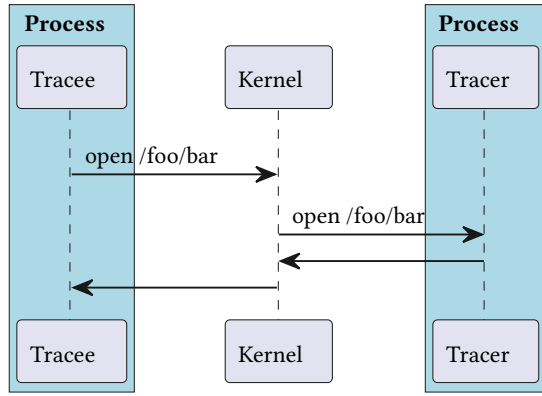 Process Process
Tracee Kernel Tracer
open /foo/bar
open /foo/bar
Tracee Kernel Tracer